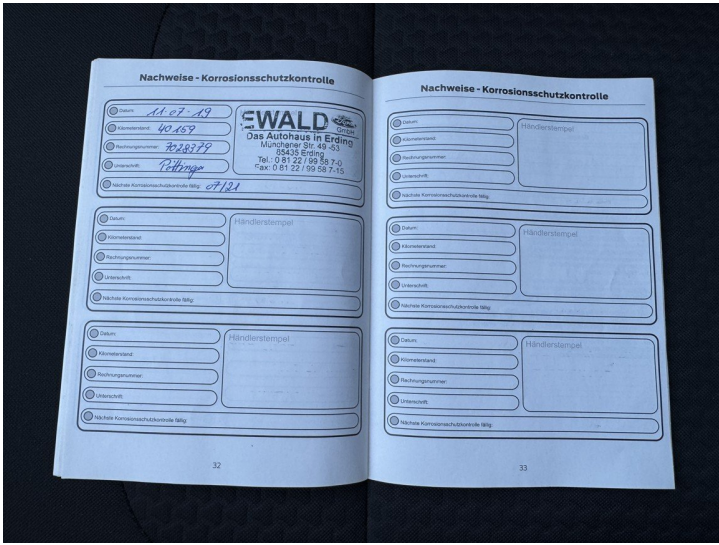 Nachweise - Korrosionsschutzkontrolle
Datum: 11-07-19
Kilometerstand: 40 159
Rechnungsnummer: 7028379
Unterschrift: Pöttinger
Nächste Korrosionsschutzkontrolle fällig: 07/21
EWALD GmbH
Das Autohaus in Erding
Münchener Str. 49 -53
85435 Erding
Tel.: 0 81 22 / 99 58 7-0
Fax: 0 81 22 / 99 58 7-15
Datum:
Kilometerstand:
Rechnungsnummer:
Unterschrift:
Nächste Korrosionsschutzkontrolle fällig:
Händlerstempel
Datum:
Kilometerstand:
Rechnungsnummer:
Unterschrift:
Nächste Korrosionsschutzkontrolle fällig:
Händlerstempel
32
Nachweise - Korrosionsschutzkontrolle
Datum:
Kilometerstand:
Rechnungsnummer:
Unterschrift:
Nächste Korrosionsschutzkontrolle fällig:
Händlerstempel
Datum:
Kilometerstand:
Rechnungsnummer:
Unterschrift:
Nächste Korrosionsschutzkontrolle fällig:
Händlerstempel
Datum:
Kilometerstand:
Rechnungsnummer:
Unterschrift:
Nächste Korrosionsschutzkontrolle fällig:
Händlerstempel
33